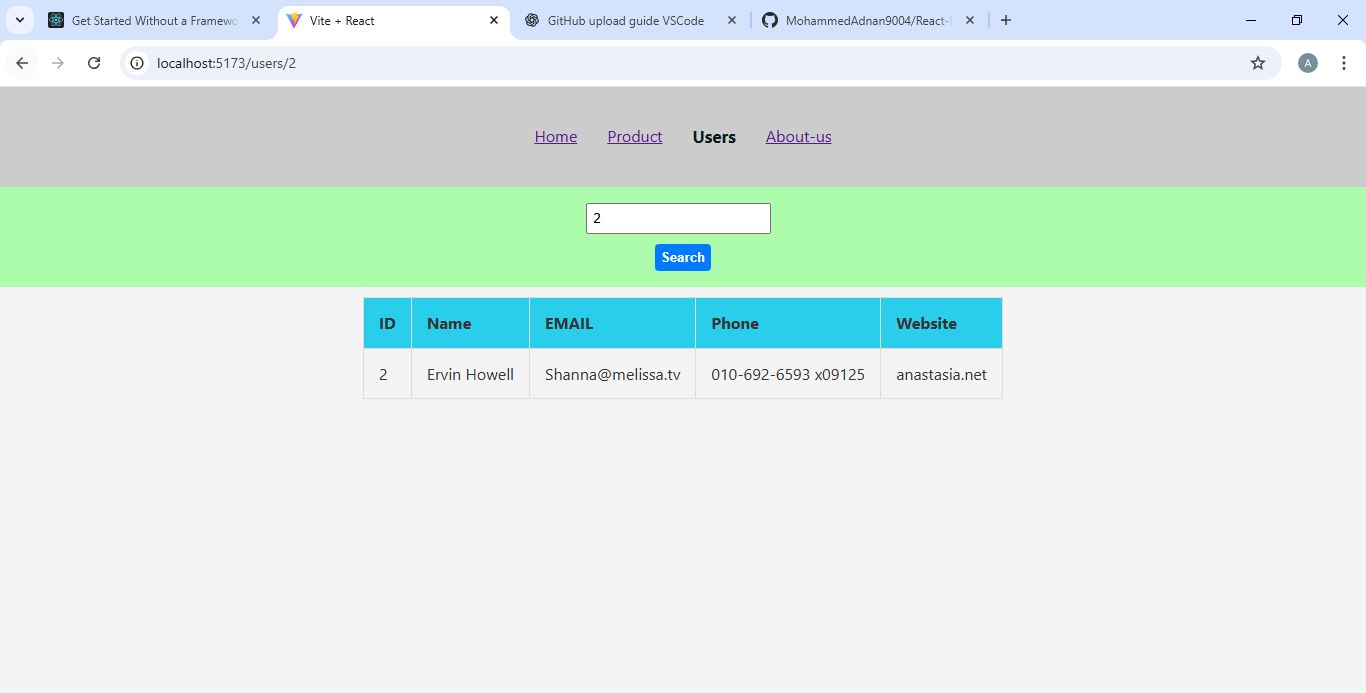 Get Started Without a Framewo
Vite + React
GitHub upload guide VSCode
MohammedAdnan9004/React-
localhost:5173/users/2
A
Home Product Users About-us
2
Search
ID Name EMAIL Phone Website
2 Ervin Howell Shanna@melissa.tv 010-692-6593 x09125 anastasia.net